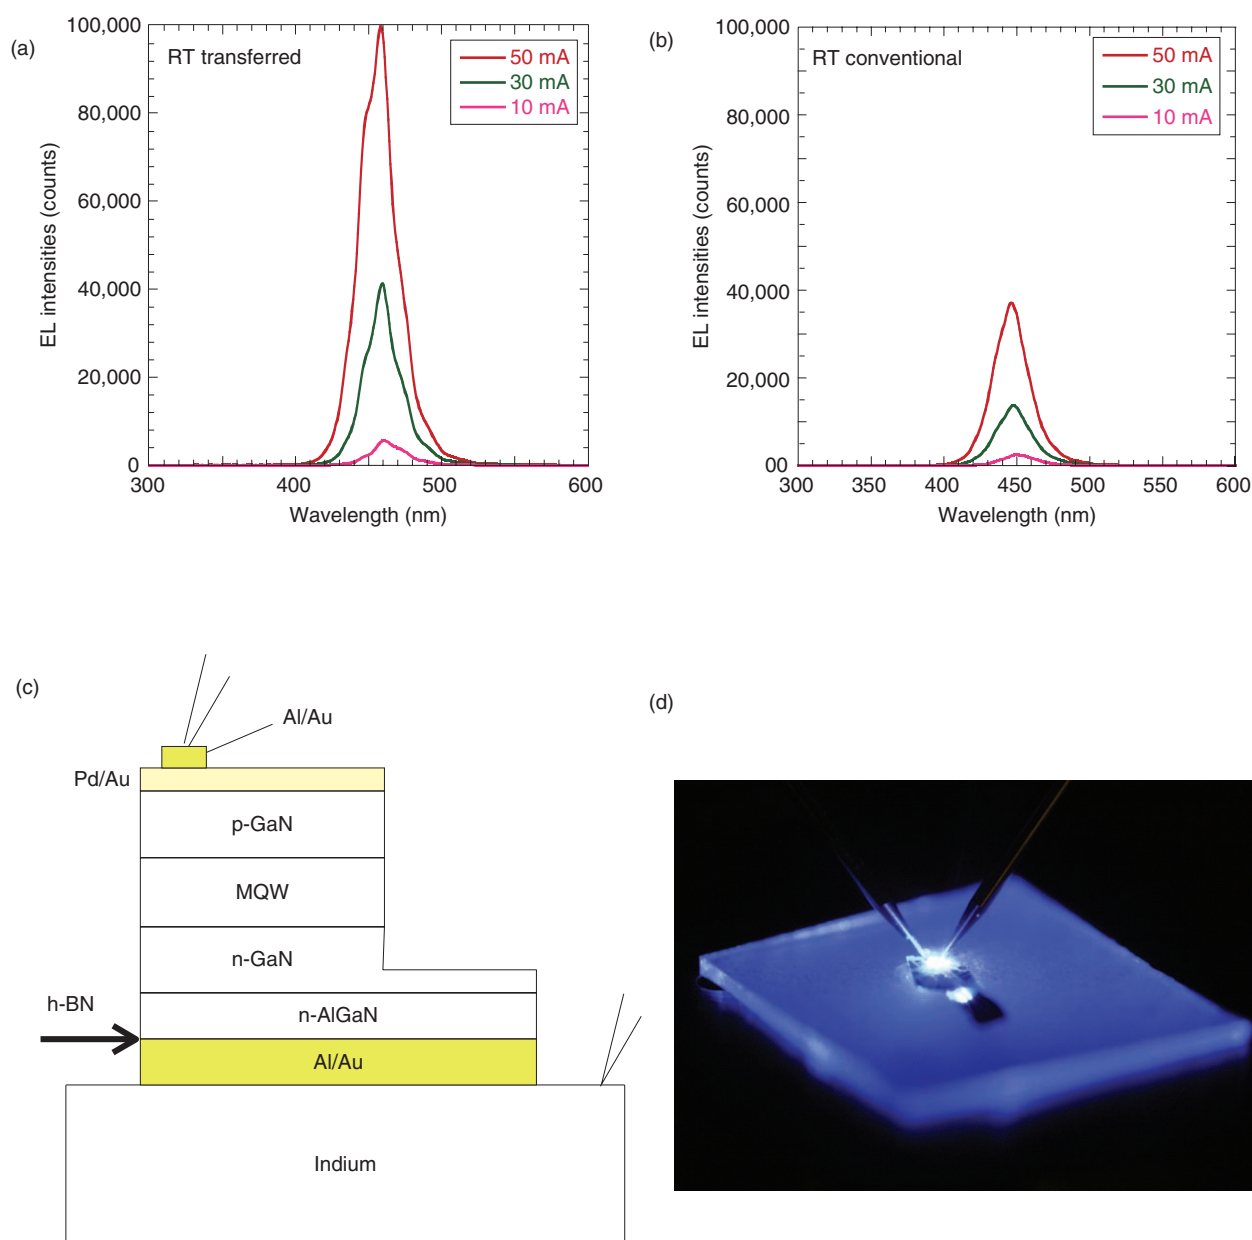 (a)
RT transferred
50 mA
30 mA
10 mA
100,000
80,000
60,000
40,000
20,000
0
EL intensities (counts)
300
400
500
600
Wavelength (nm)
(b)
RT conventional
50 mA
30 mA
10 mA
100,000
80,000
60,000
40,000
20,000
00
EL intensities (counts)
300
350
400
450
500
550
600
Wavelength (nm)
(c)
Al/Au
Pd/Au
p-GaN
MQW
n-GaN
h-BN
n-AlGaN
Al/Au
Indium
(d)